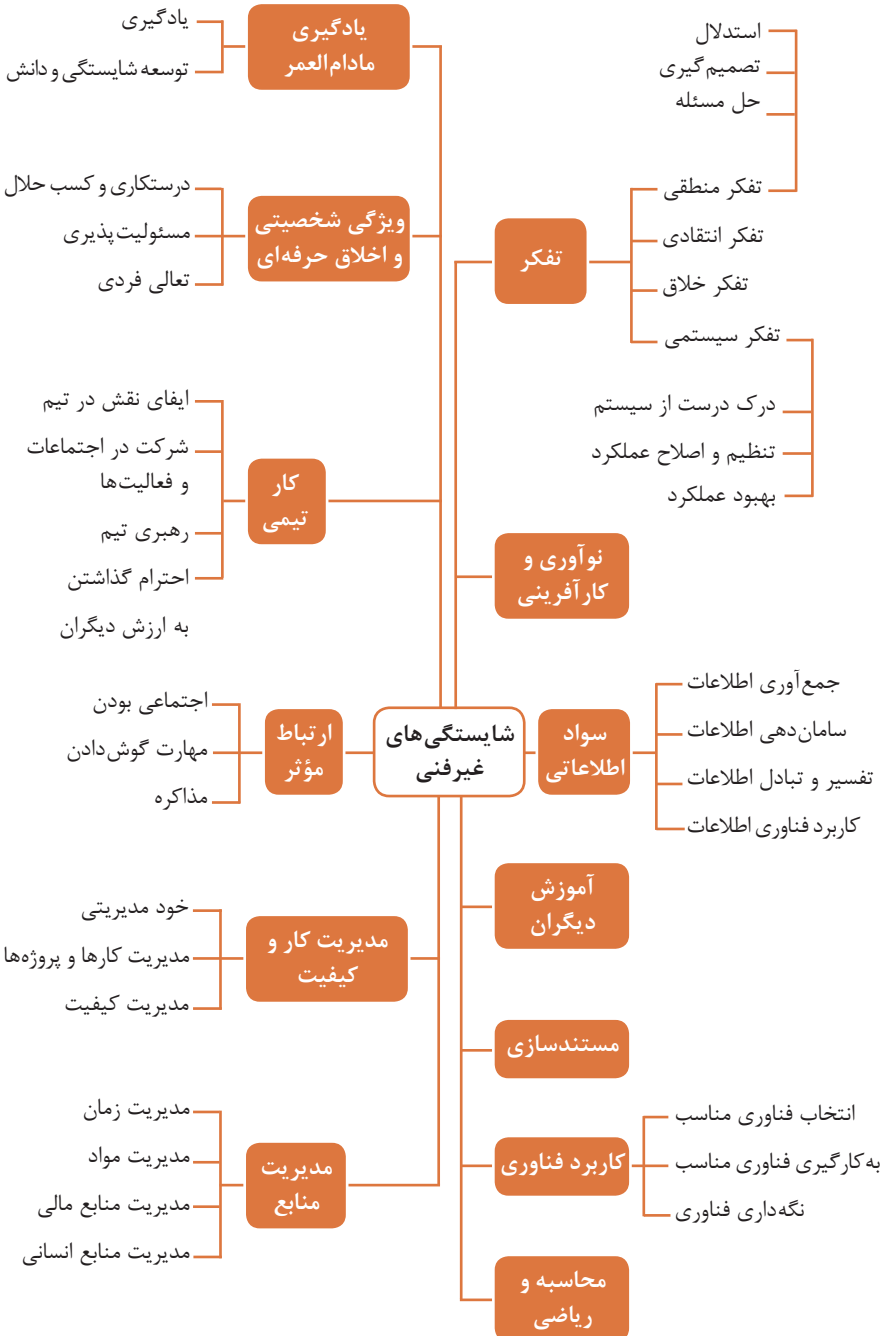 شایستگی‌های
غیرفنی
تفکر
استدلال
تصمیم‌گیری
حل مسئله
تفکر منطقی
تفکر انتقادی
تفکر خلاق
تفکر سیستمی
درک درست از سیستم
تنظیم و اصلاح عملکرد
بهبود عملکرد
نوآوری و
کارآفرینی
سواد
اطلاعاتی
جمع‌آوری اطلاعات
سامان‌دهی اطلاعات
تفسیر و تبادل اطلاعات
کاربرد فناوری اطلاعات
آموزش
دیگران
مستندسازی
کاربرد فناوری
انتخاب فناوری مناسب
به‌کارگیری فناوری مناسب
نگه‌داری فناوری
محاسبه و
ریاضی
یادگیری
مادام‌العمر
یادگیری
توسعه شایستگی و دانش
ویژگی شخصیتی
و اخلاق حرفه‌ای
درستکاری و کسب حلال
مسئولیت‌پذیری
تعالی فردی
کار
تیمی
ایفای نقش در تیم
شرکت در اجتماعات
و فعالیت‌ها
رهبری تیم
احترام گذاشتن
به ارزش دیگران
ارتباط
مؤثر
اجتماعی بودن
مهارت گوش‌دادن
مذاکره
مدیریت کار و
کیفیت
خود مدیریتی
مدیریت کارها و پروژه‌ها
مدیریت کیفیت
مدیریت
منابع
مدیریت زمان
مدیریت مواد
مدیریت منابع مالی
مدیریت منابع انسانی